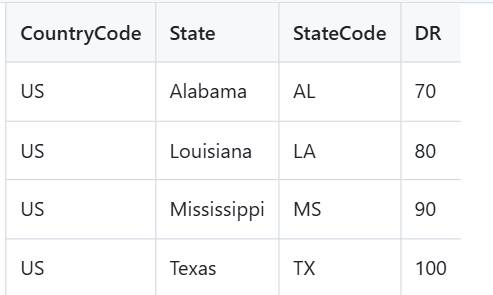 CountryCode State StateCode DR
US Alabama AL 70
US Louisiana LA 80
US Mississippi MS 90
US Texas TX 100